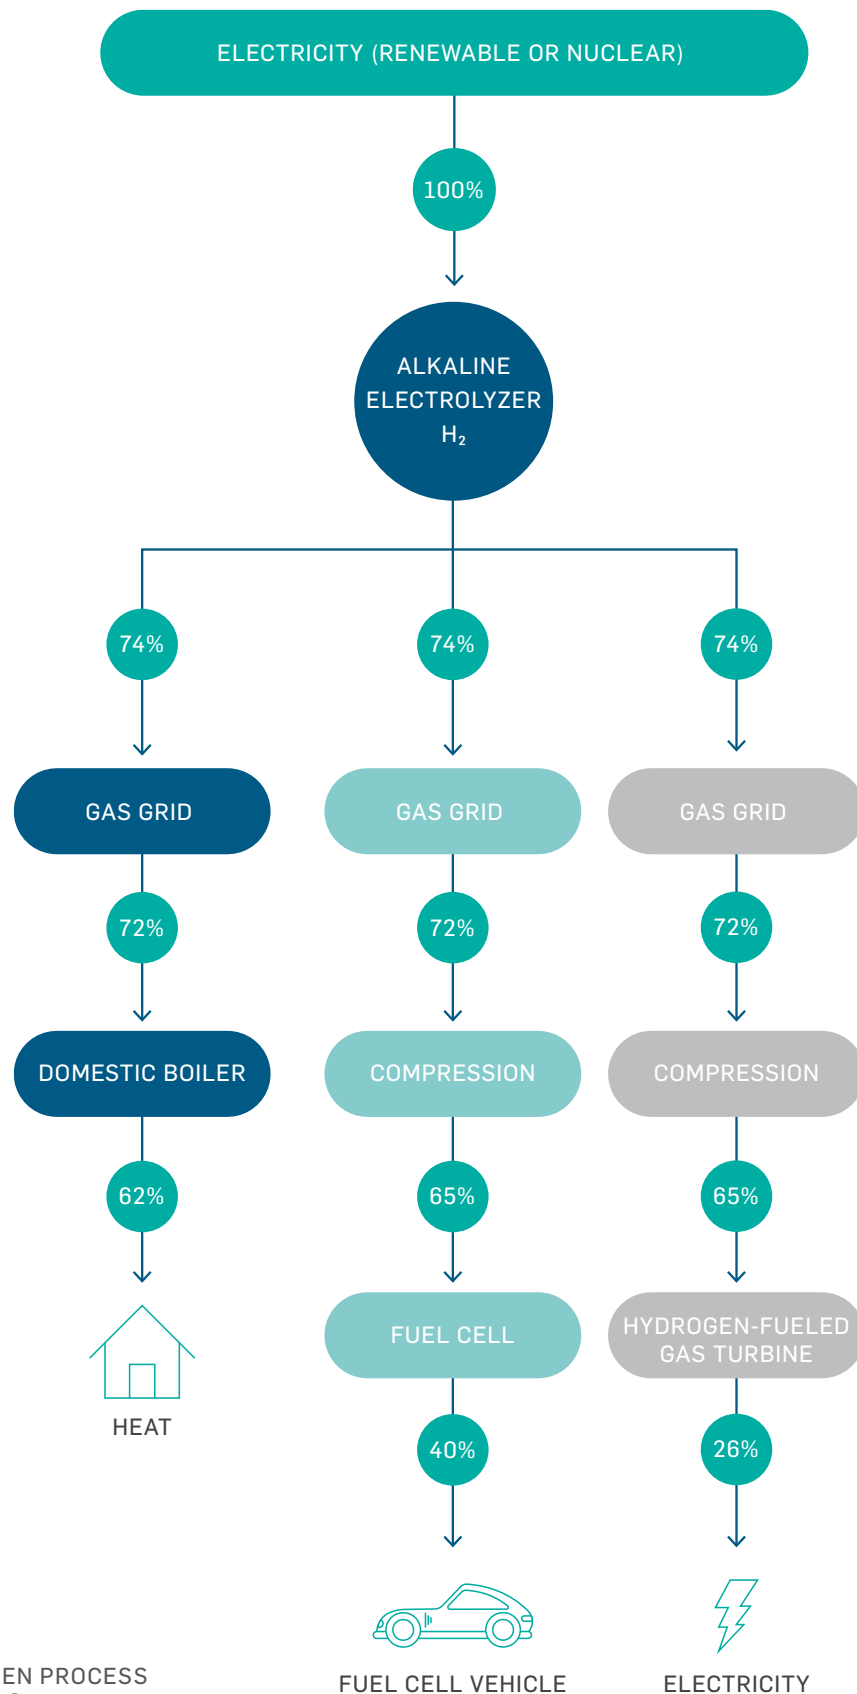 ELECTRICITY (RENEWABLE OR NUCLEAR)
100%
ALKALINE
ELECTROLYZER
H₂
74%
74%
74%
GAS GRID
GAS GRID
GAS GRID
72%
72%
72%
DOMESTIC BOILER
COMPRESSION
COMPRESSION
62%
65%
65%
FUEL CELL
HYDROGEN-FUELED
GAS TURBINE
HEAT
40%
26%
EN PROCESS
FUEL CELL VEHICLE
ELECTRICITY